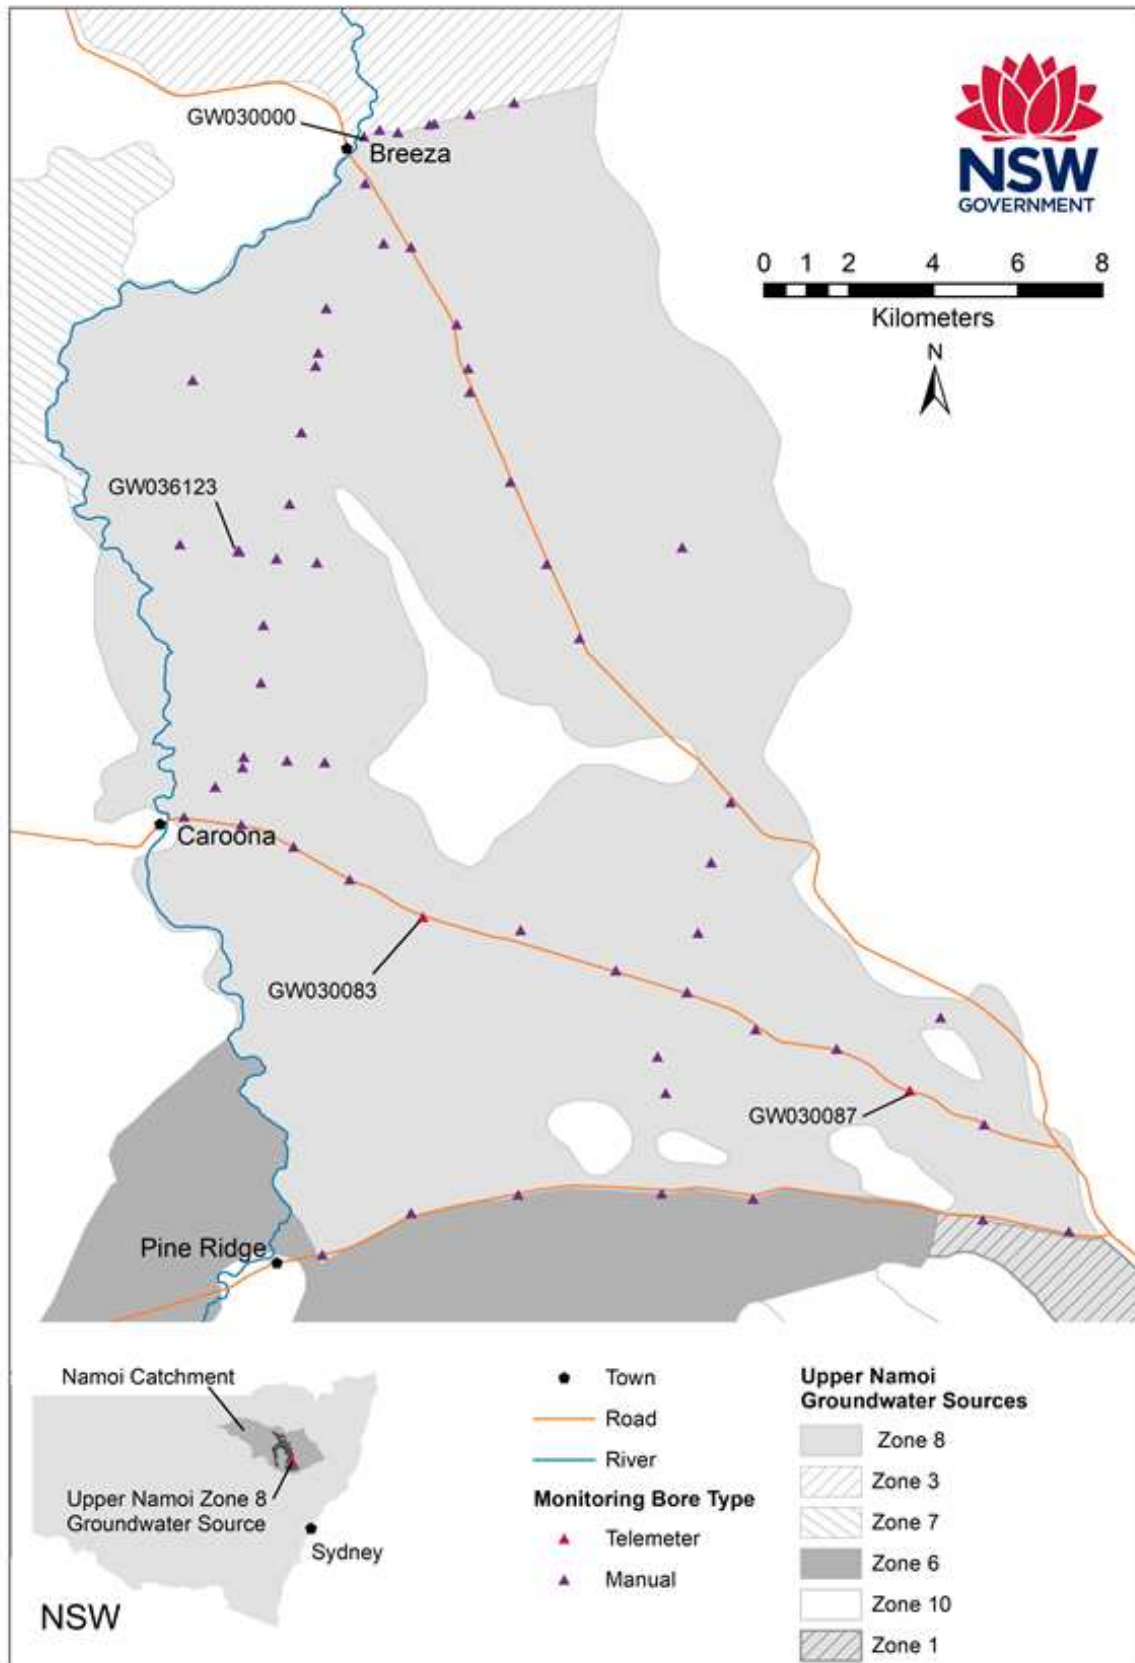 GW030000
Breeza
NSW
GOVERNMENT
0 1 2 4 6 8
Kilometers
N
GW036123
Caroona
GW030083
GW030087
Pine Ridge
Namoi Catchment
Upper Namoi Zone 8
Groundwater Source
Sydney
NSW
Town
Road
River
Monitoring Bore Type
Telemeter
Manual
Upper Namoi
Groundwater Sources
Zone 8
Zone 3
Zone 7
Zone 6
Zone 10
Zone 1